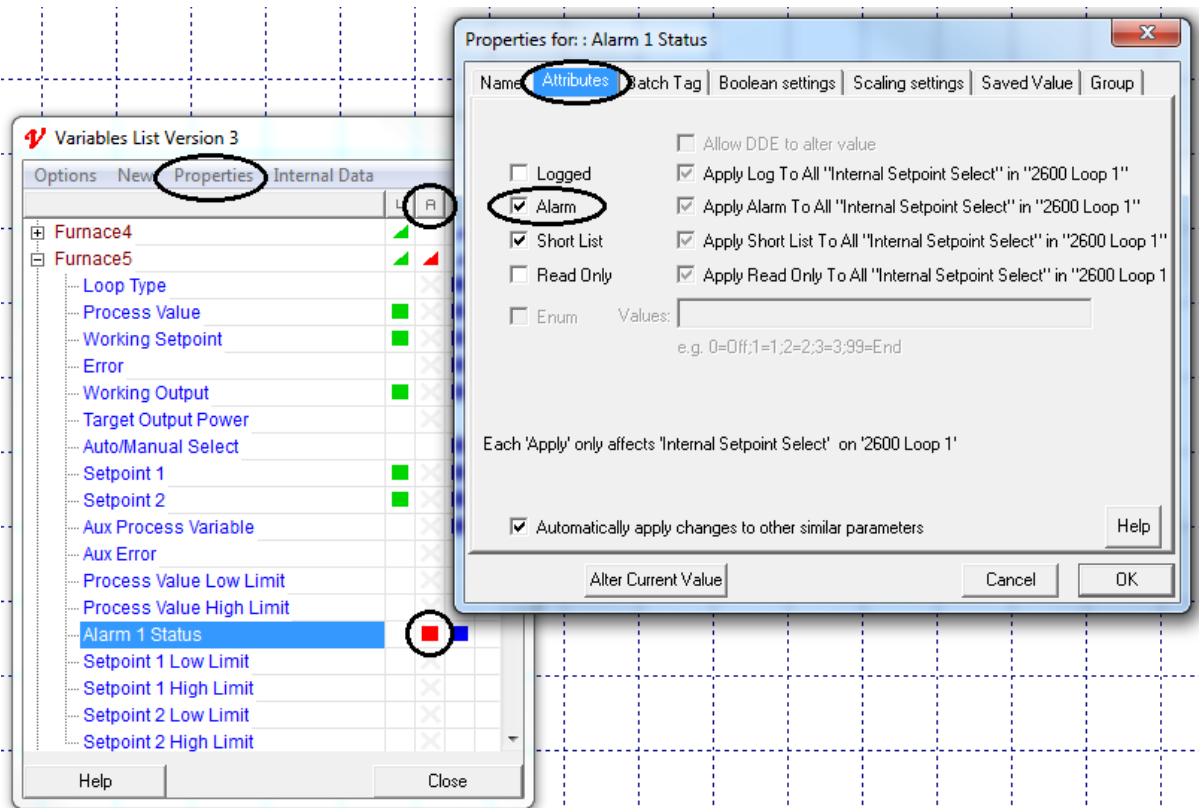 Variables List Version 3
Options New Properties Internal Data
L A
Furnace4
Furnace5
Loop Type
Process Value
Working Setpoint
Error
Working Output
Target Output Power
Auto/Manual Select
Setpoint 1
Setpoint 2
Aux Process Variable
Aux Error
Process Value Low Limit
Process Value High Limit
Alarm 1 Status
Setpoint 1 Low Limit
Setpoint 1 High Limit
Setpoint 2 Low Limit
Setpoint 2 High Limit
Help Close
Properties for: : Alarm 1 Status
Name Attributes Batch Tag Boolean settings Scaling settings Saved Value Group
Allow DDE to alter value
Logged Apply Log To All "Internal Setpoint Select" in "2600 Loop 1"
Alarm Apply Alarm To All "Internal Setpoint Select" in "2600 Loop 1"
Short List Apply Short List To All "Internal Setpoint Select" in "2600 Loop 1"
Read Only Apply Read Only To All "Internal Setpoint Select" in "2600 Loop 1
Enum Values:
e.g. 0=Off;1=1;2=2;3=3;99=End
Each 'Apply' only affects 'Internal Setpoint Select' on '2600 Loop 1'
Automatically apply changes to other similar parameters
Help
Alter Current Value Cancel OK